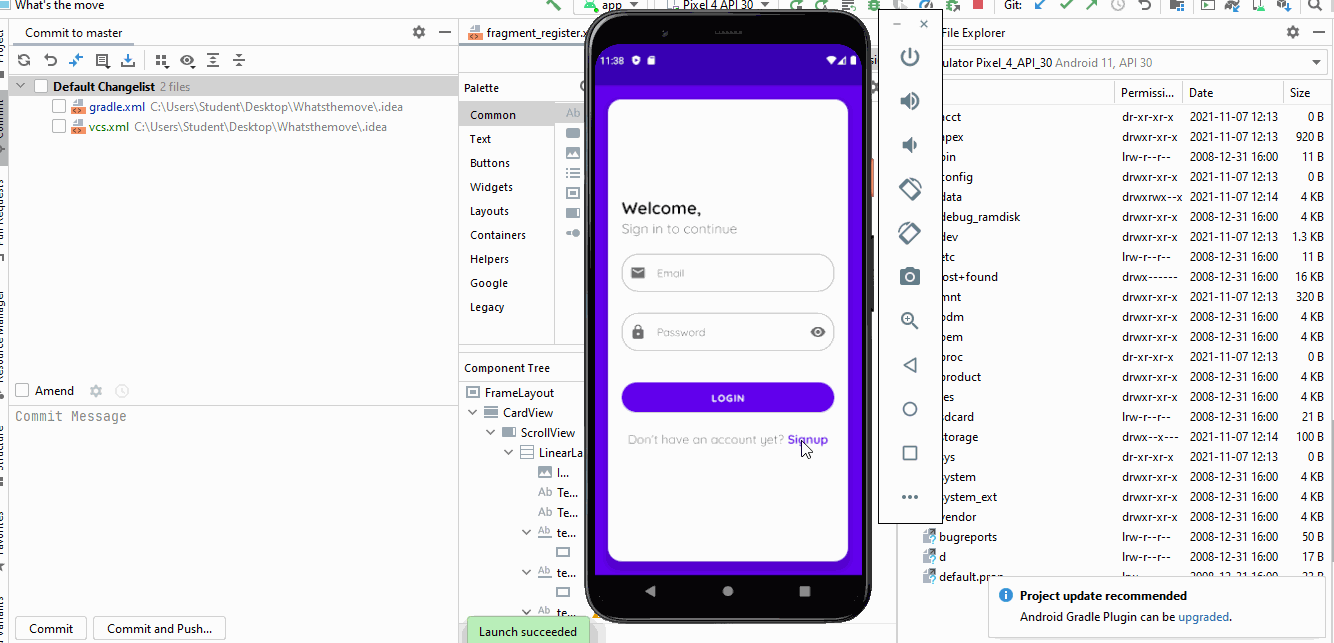 What's the move
app
Pixel 4 API 30
Git:
Commit to master
Default Changelist 2 files
gradle.xml C:\Users\Student\Desktop\Whatsthemove\.idea
vcs.xml C:\Users\Student\Desktop\Whatsthemove\.idea
Amend
Commit Message
Commit
Commit and Push...
fragment_register.x
Palette
Common
Text
Buttons
Widgets
Layouts
Containers
Helpers
Google
Legacy
Ab
Component Tree
FrameLayout
CardView
ScrollView
LinearLa
I...
Ab Te...
Ab Te...
Ab te...
Ab te...
Ab te...
Launch succeeded
11:38
Welcome,
Sign in to continue
Email
Password
LOGIN
Don't have an account yet? Signup
File Explorer
ulator Pixel_4_API_30 Android 11, API 30
Permissi... Date Size
acct dr-xr-xr-x 2021-11-07 12:13 0 B
apex drwxr-xr-x 2021-11-07 12:13 920 B
bin lrw-r--r-- 2008-12-31 16:00 11 B
config drwxr-xr-x 2021-11-07 12:13 0 B
data drwxrwx--x 2021-11-07 12:14 4 KB
debug_ramdisk drwxr-xr-x 2008-12-31 16:00 4 KB
dev drwxr-xr-x 2021-11-07 12:13 1.3 KB
etc lrw-r--r-- 2008-12-31 16:00 11 B
lost+found drwx------ 2008-12-31 16:00 16 KB
mnt drwxr-xr-x 2021-11-07 12:13 320 B
odm drwxr-xr-x 2008-12-31 16:00 4 KB
oem drwxr-xr-x 2008-12-31 16:00 4 KB
proc dr-xr-xr-x 2021-11-07 12:13 0 B
product drwxr-xr-x 2008-12-31 16:00 4 KB
res drwxr-xr-x 2008-12-31 16:00 4 KB
sdcard lrw-r--r-- 2008-12-31 16:00 21 B
storage drwx--x--- 2021-11-07 12:14 100 B
sys dr-xr-xr-x 2021-11-07 12:13 0 B
system drwxr-xr-x 2008-12-31 16:00 4 KB
system_ext drwxr-xr-x 2008-12-31 16:00 4 KB
vendor drwxr-xr-x 2008-12-31 16:00 4 KB
bugreports lrw-r--r-- 2008-12-31 16:00 50 B
d lrw-r--r-- 2008-12-31 16:00 17 B
default.prop
Project update recommended
Android Gradle Plugin can be upgraded.